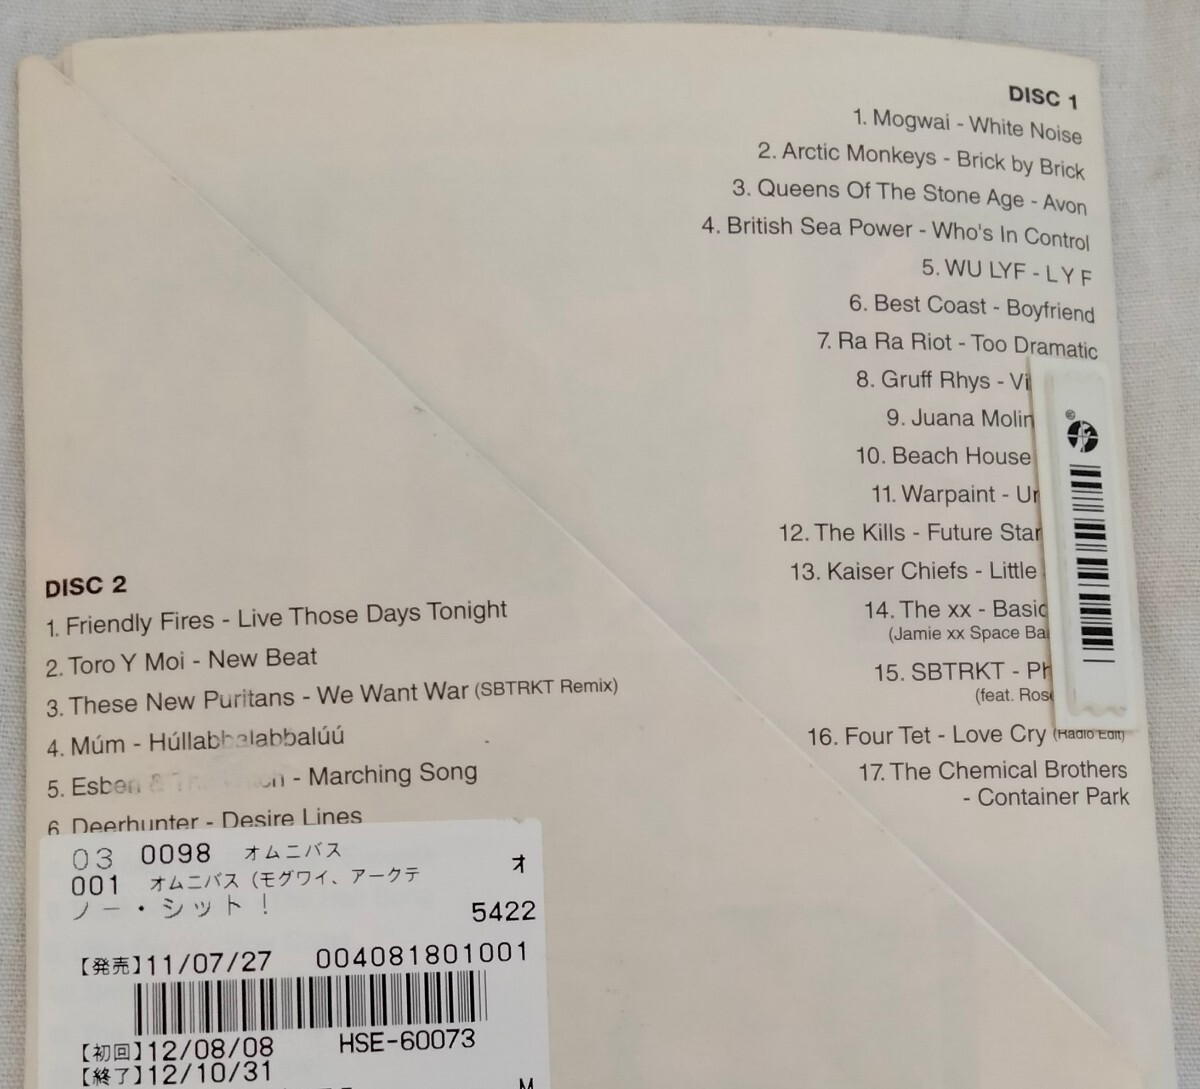 DISC 1
1. Mogwai - White Noise
2. Arctic Monkeys - Brick by Brick
3. Queens Of The Stone Age - Avon
4. British Sea Power - Who's In Control
5. WU LYF - L Y F
6. Best Coast - Boyfriend
7. Ra Ra Riot - Too Dramatic
8. Gruff Rhys -
9. Juana
10. Beach House
11. Warpaint -
12. The Kills - Future
13. Kaiser Chiefs - Little
14. The xx -
(Jamie xx Space
15. SBTRKT -
(feat.
16. Four Tet - Love Cry (Radio Edit)
17. The Chemical Brothers
- Container Park
DISC 2
1. Friendly Fires - Live Those Days Tonight
2. Toro Y Moi - New Beat
3. These New Puritans - We Want War (SBTRKT Remix)
4. Múm - Húllabbalabbalúú
5. Esben & - Marching Song
6. Deerhunter - Desire Lines
03 0098 オムニバス オ
001 オムニバス（モグワイ、アークテ
ノー・シット！ 5422
【発売】11/07/27 004081801001
【初回】12/08/08 HSE-60073
【終了】12/10/31
M